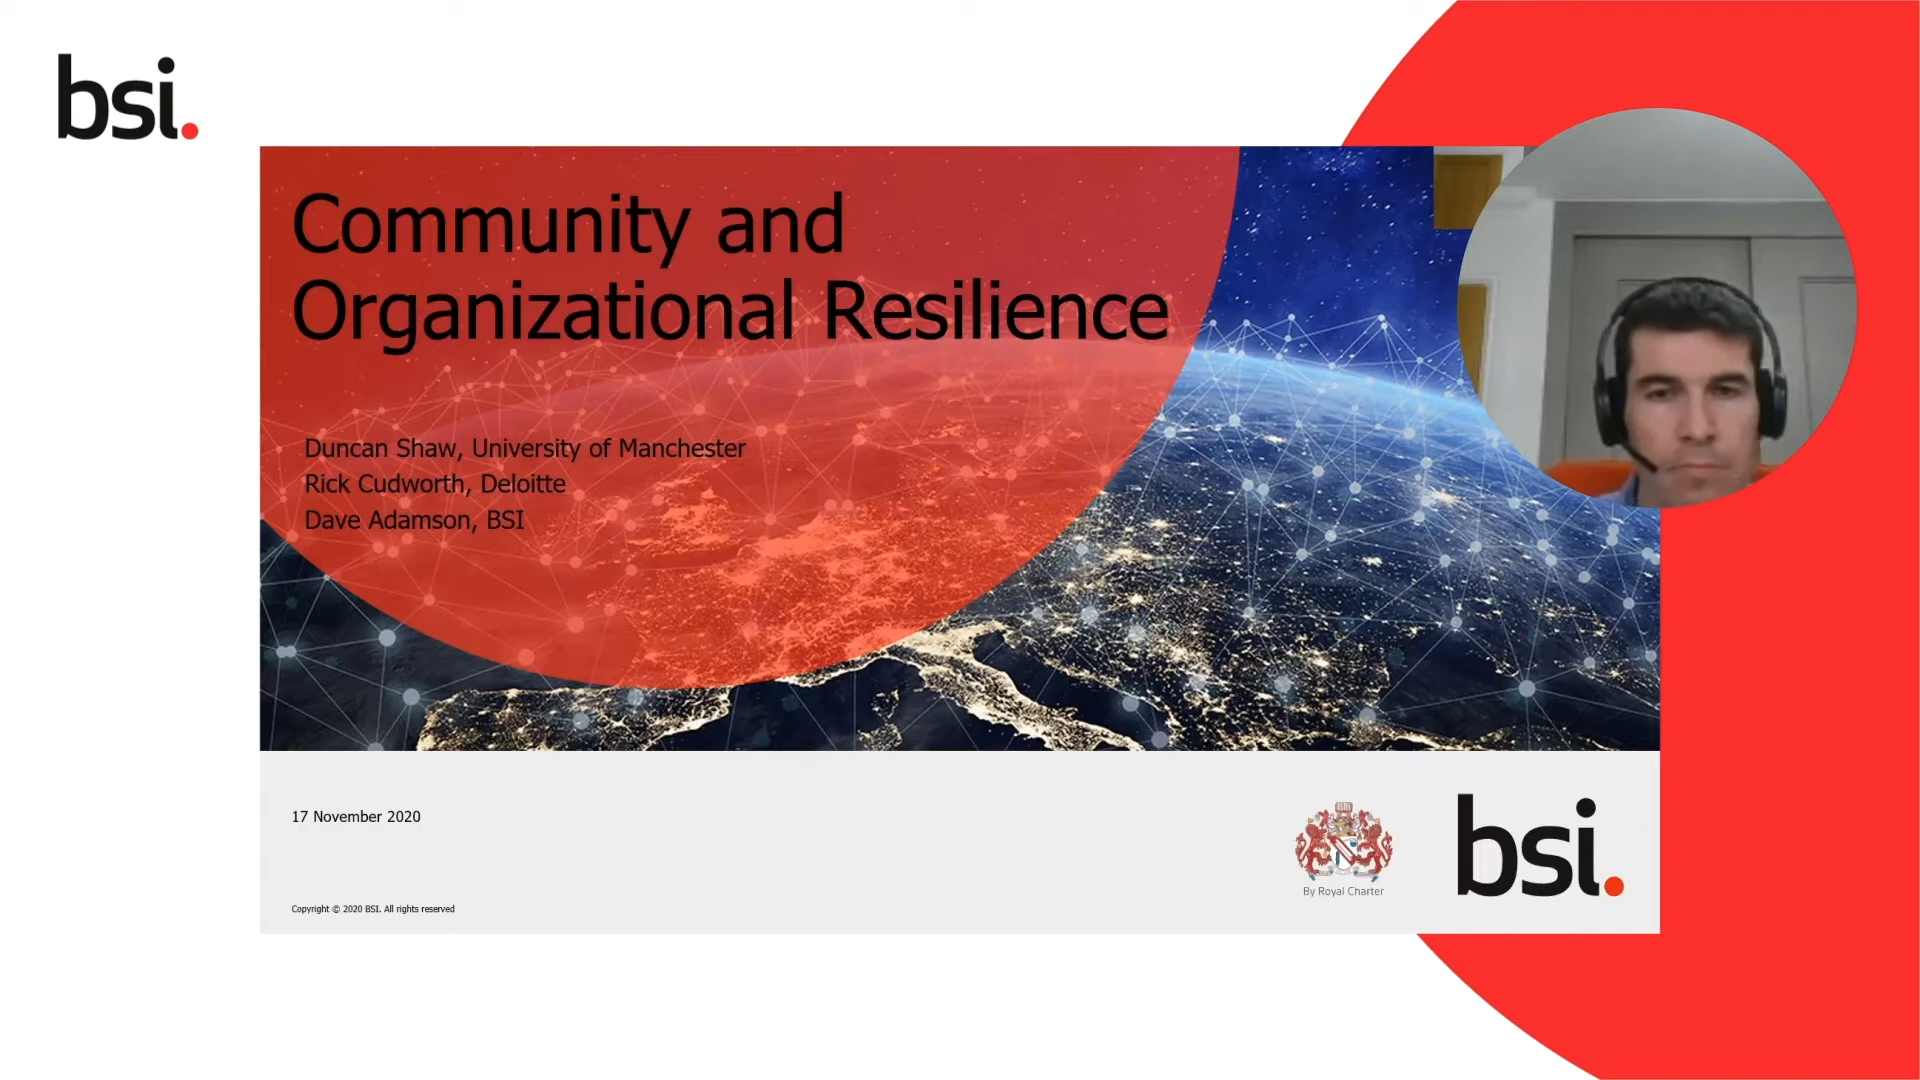 bsi.
Community and
Organizational Resilience
Duncan Shaw, University of Manchester
Rick Cudworth, Deloitte
Dave Adamson, BSI
17 November 2020
By Royal Charter
bsi.
Copyright © 2020 BSI. All rights reserved